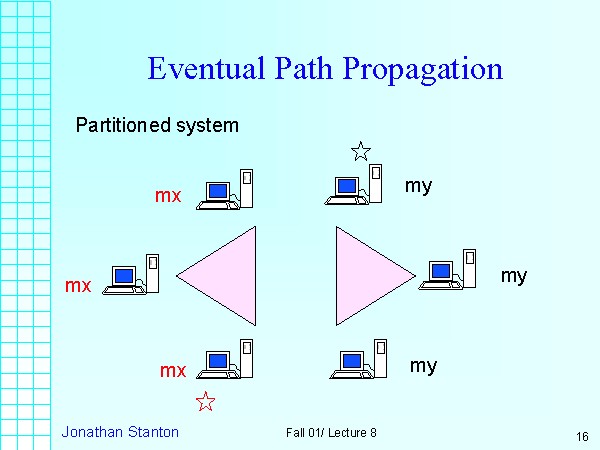 Eventual Path Propagation
Partitioned system
mx
my
mx
my
mx
my
Jonathan Stanton
Fall 01/ Lecture 8
16